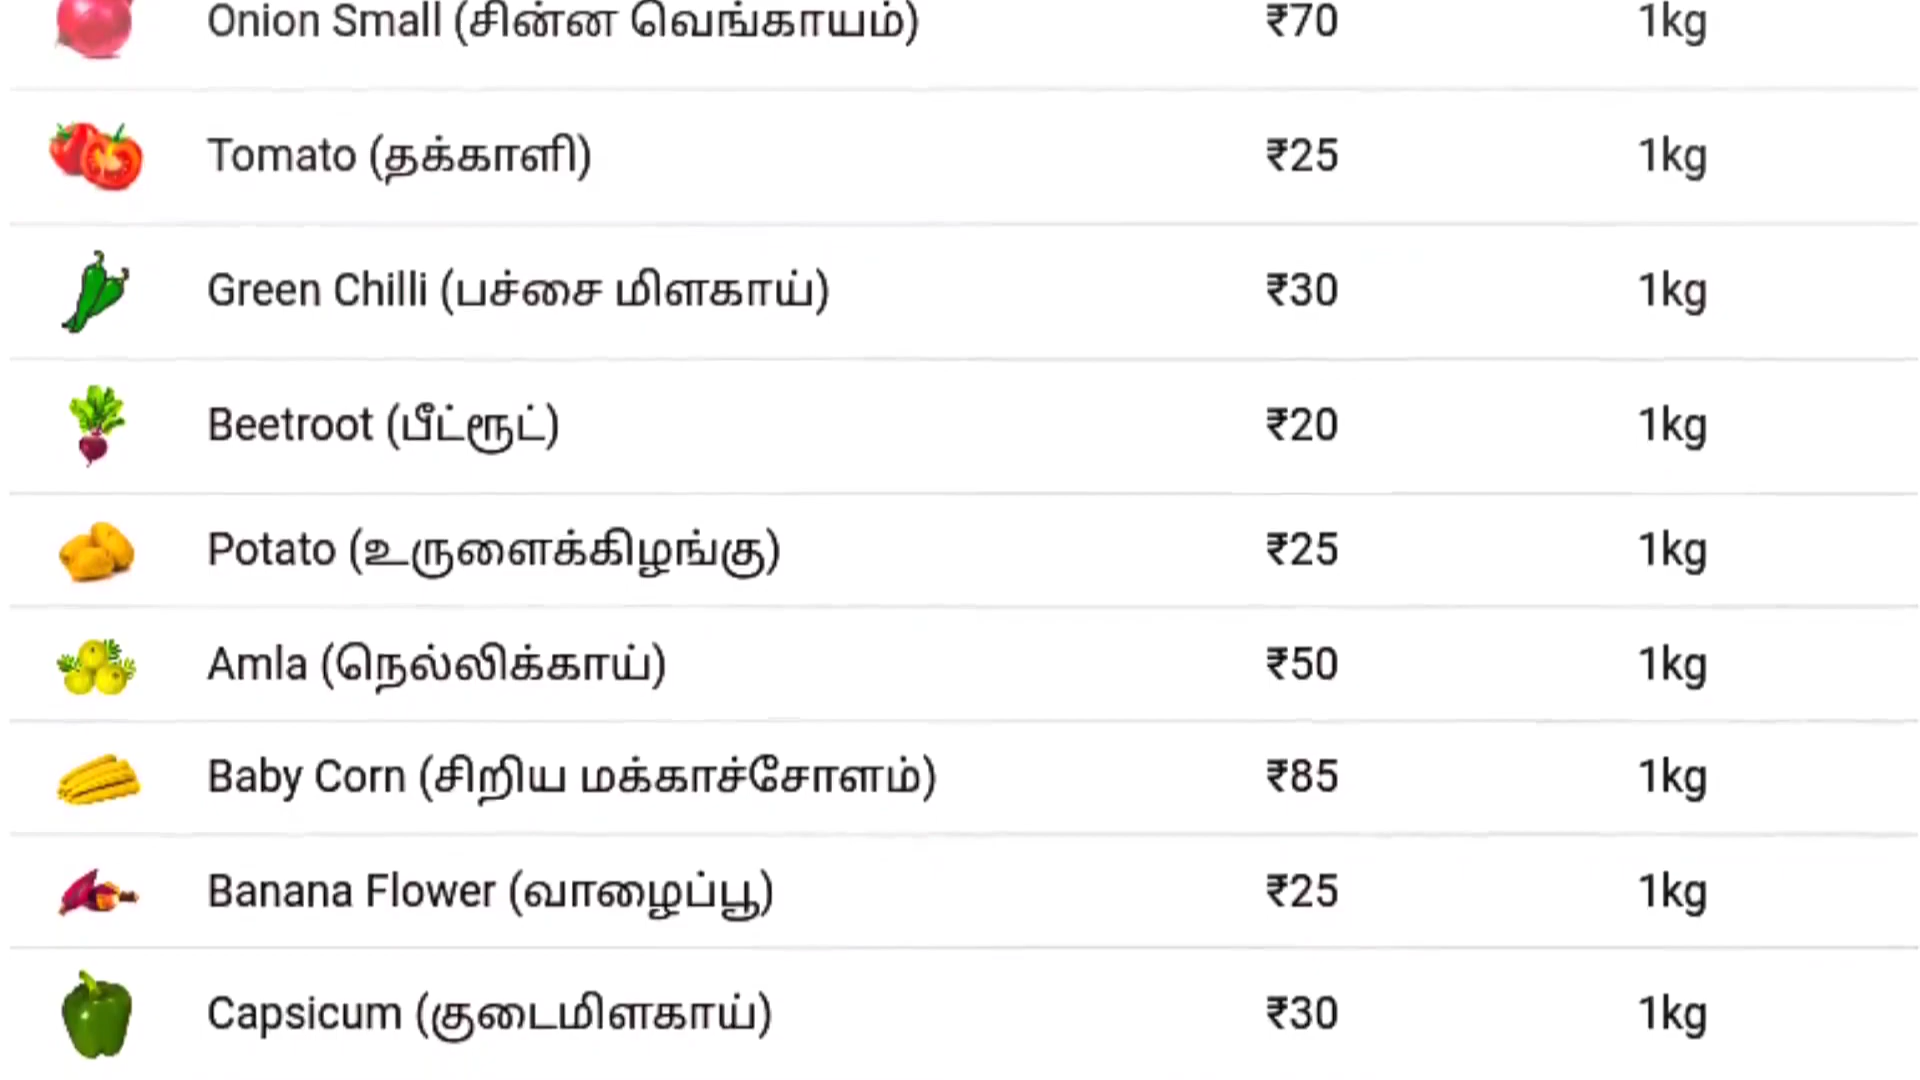 Onion Small (சின்ன வெங்காயம்) ₹70 1kg
Tomato (தக்காளி) ₹25 1kg
Green Chilli (பச்சை மிளகாய்) ₹30 1kg
Beetroot (பீட்ரூட்) ₹20 1kg
Potato (உருளைக்கிழங்கு) ₹25 1kg
Amla (நெல்லிக்காய்) ₹50 1kg
Baby Corn (சிறிய மக்காச்சோளம்) ₹85 1kg
Banana Flower (வாழைப்பூ) ₹25 1kg
Capsicum (குடைமிளகாய்) ₹30 1kg